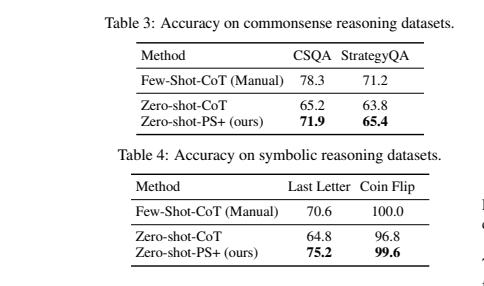 Table 3: Accuracy on commonsense reasoning datasets.
Method CSQA StrategyQA
Few-Shot-CoT (Manual) 78.3 71.2
Zero-shot-CoT 65.2 63.8
Zero-shot-PS+ (ours) 71.9 65.4
Table 4: Accuracy on symbolic reasoning datasets.
Method Last Letter Coin Flip
Few-Shot-CoT (Manual) 70.6 100.0
Zero-shot-CoT 64.8 96.8
Zero-shot-PS+ (ours) 75.2 99.6